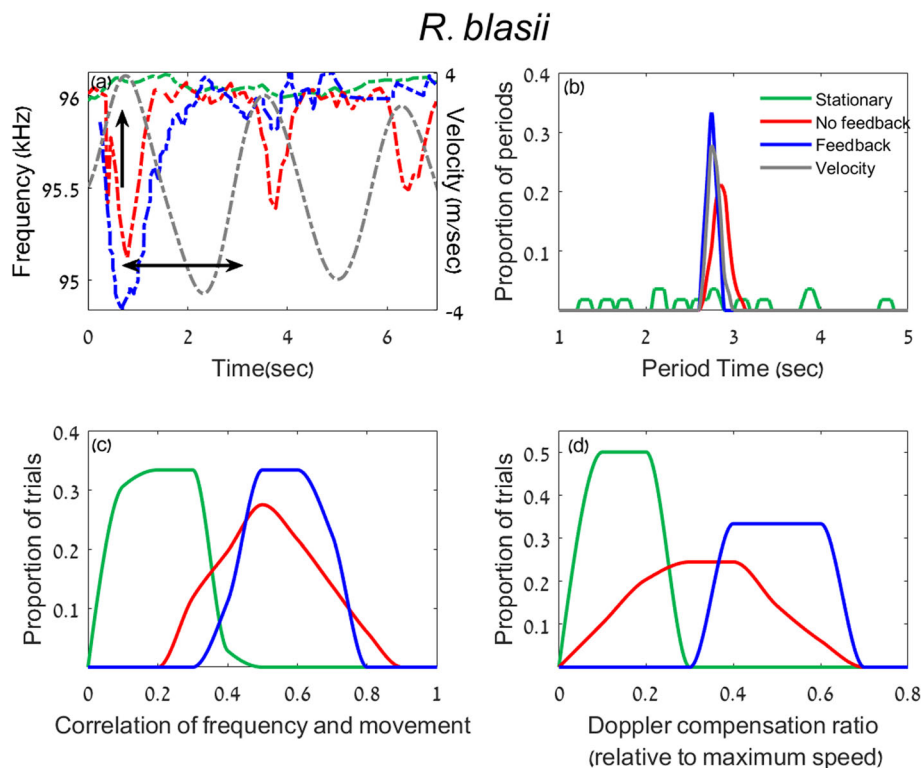 R. blasii
(a)
96
95.5
95
Frequency (kHz)
4
-4
Velocity (m/sec)
0 2 4 6
Time(sec)
(b)
0.4
0.3
0.2
0.1
Proportion of periods
Stationary
No feedback
Feedback
Velocity
1 2 3 4 5
Period Time (sec)
(c)
0.4
0.3
0.2
0.1
Proportion of trials
0 0.2 0.4 0.6 0.8 1
Correlation of frequency and movement
(d)
0.5
0.4
0.3
0.2
0.1
Proportion of trials
0 0.2 0.4 0.6 0.8
Doppler compensation ratio
(relative to maximum speed)